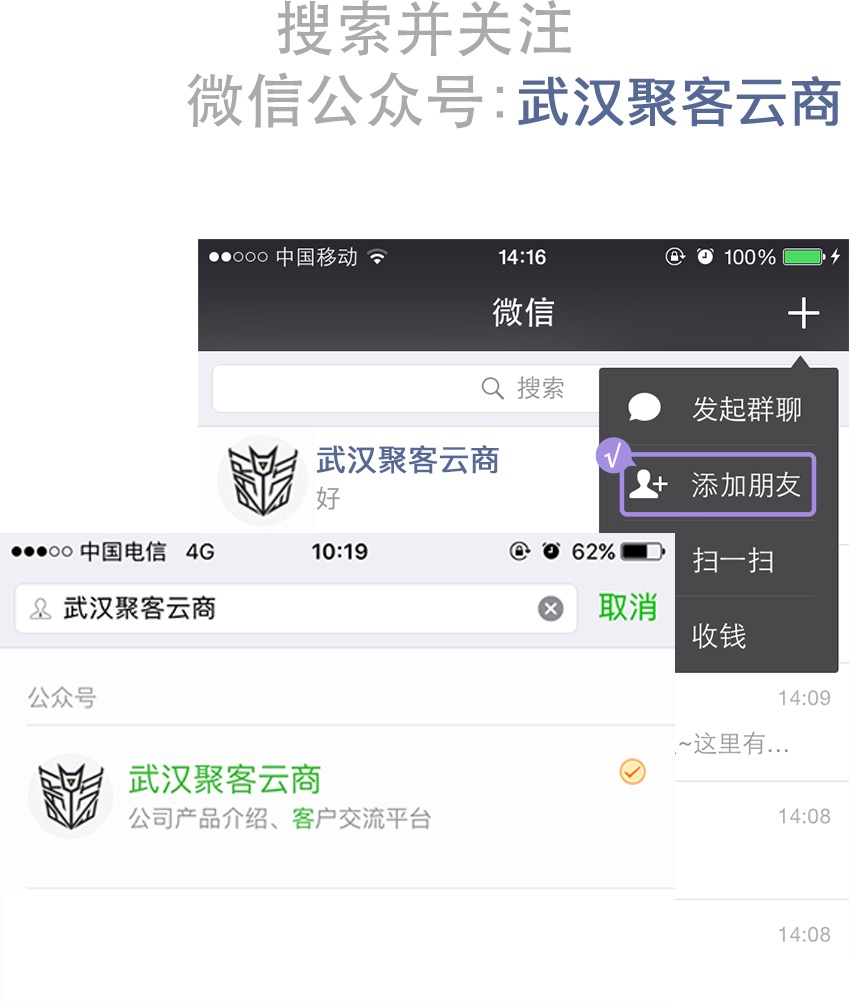 搜索并关注
微信公众号:武汉聚客云商
中国移动 14:16 100%
微信
搜索
发起群聊
武汉聚客云商
好
√
添加朋友
中国电信 4G 10:19 62%
扫一扫
武汉聚客云商 取消
收钱
公众号
14:09
~这里有...
武汉聚客云商
公司产品介绍、客户交流平台
14:08
14:08